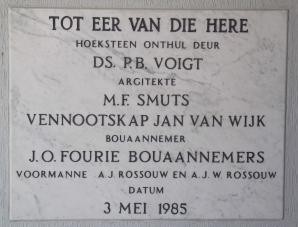 TOT EER VAN DIE HERE
HOEKSTEEN ONTHUL DEUR
DS. P.B. VOIGT
ARGITEKTE
M.F. SMUTS
VENNOOTSKAP JAN VAN WIJK
BOUAANNEMER
J.O. FOURIE BOUAANNEMERS
VOORMANNE A.J. ROSSOUW EN A.J.W. ROSSOUW
DATUM
3 MEI 1985